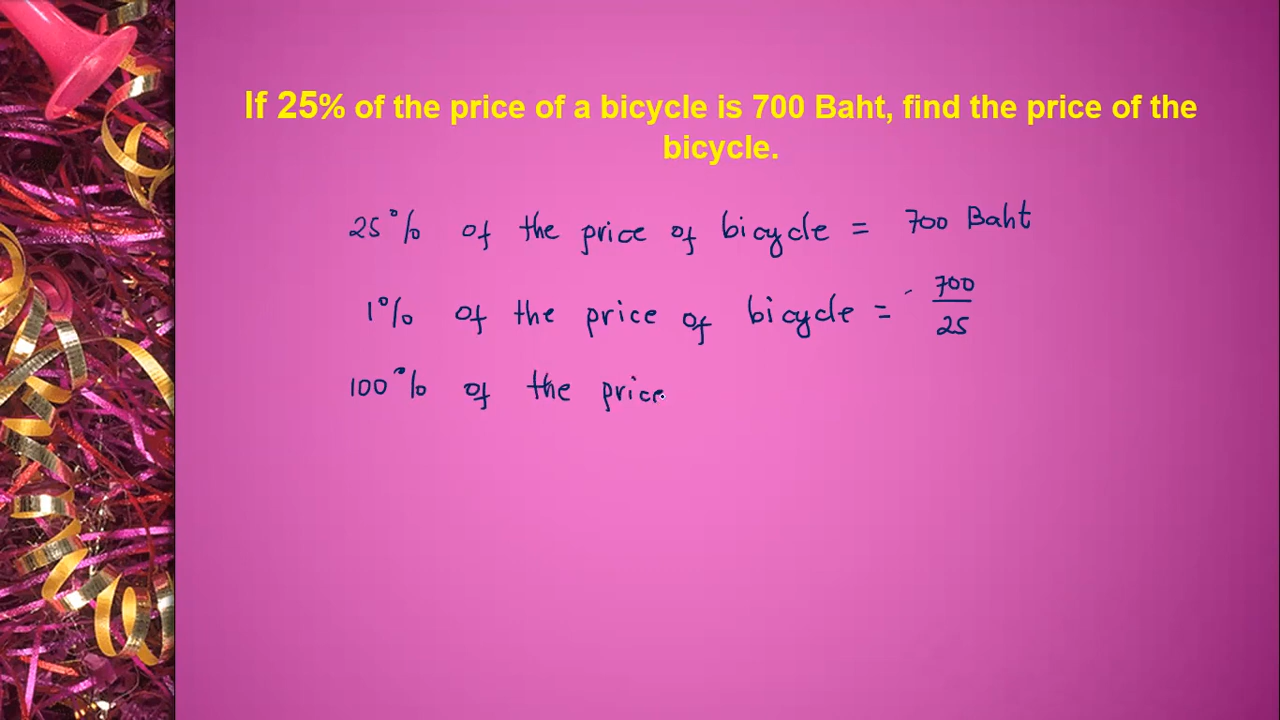 If 25% of the price of a bicycle is 700 Baht, find the price of the
bicycle.
25% of the price of bicycle = 700 Baht
1% of the price of bicycle = 700/25
100% of the price